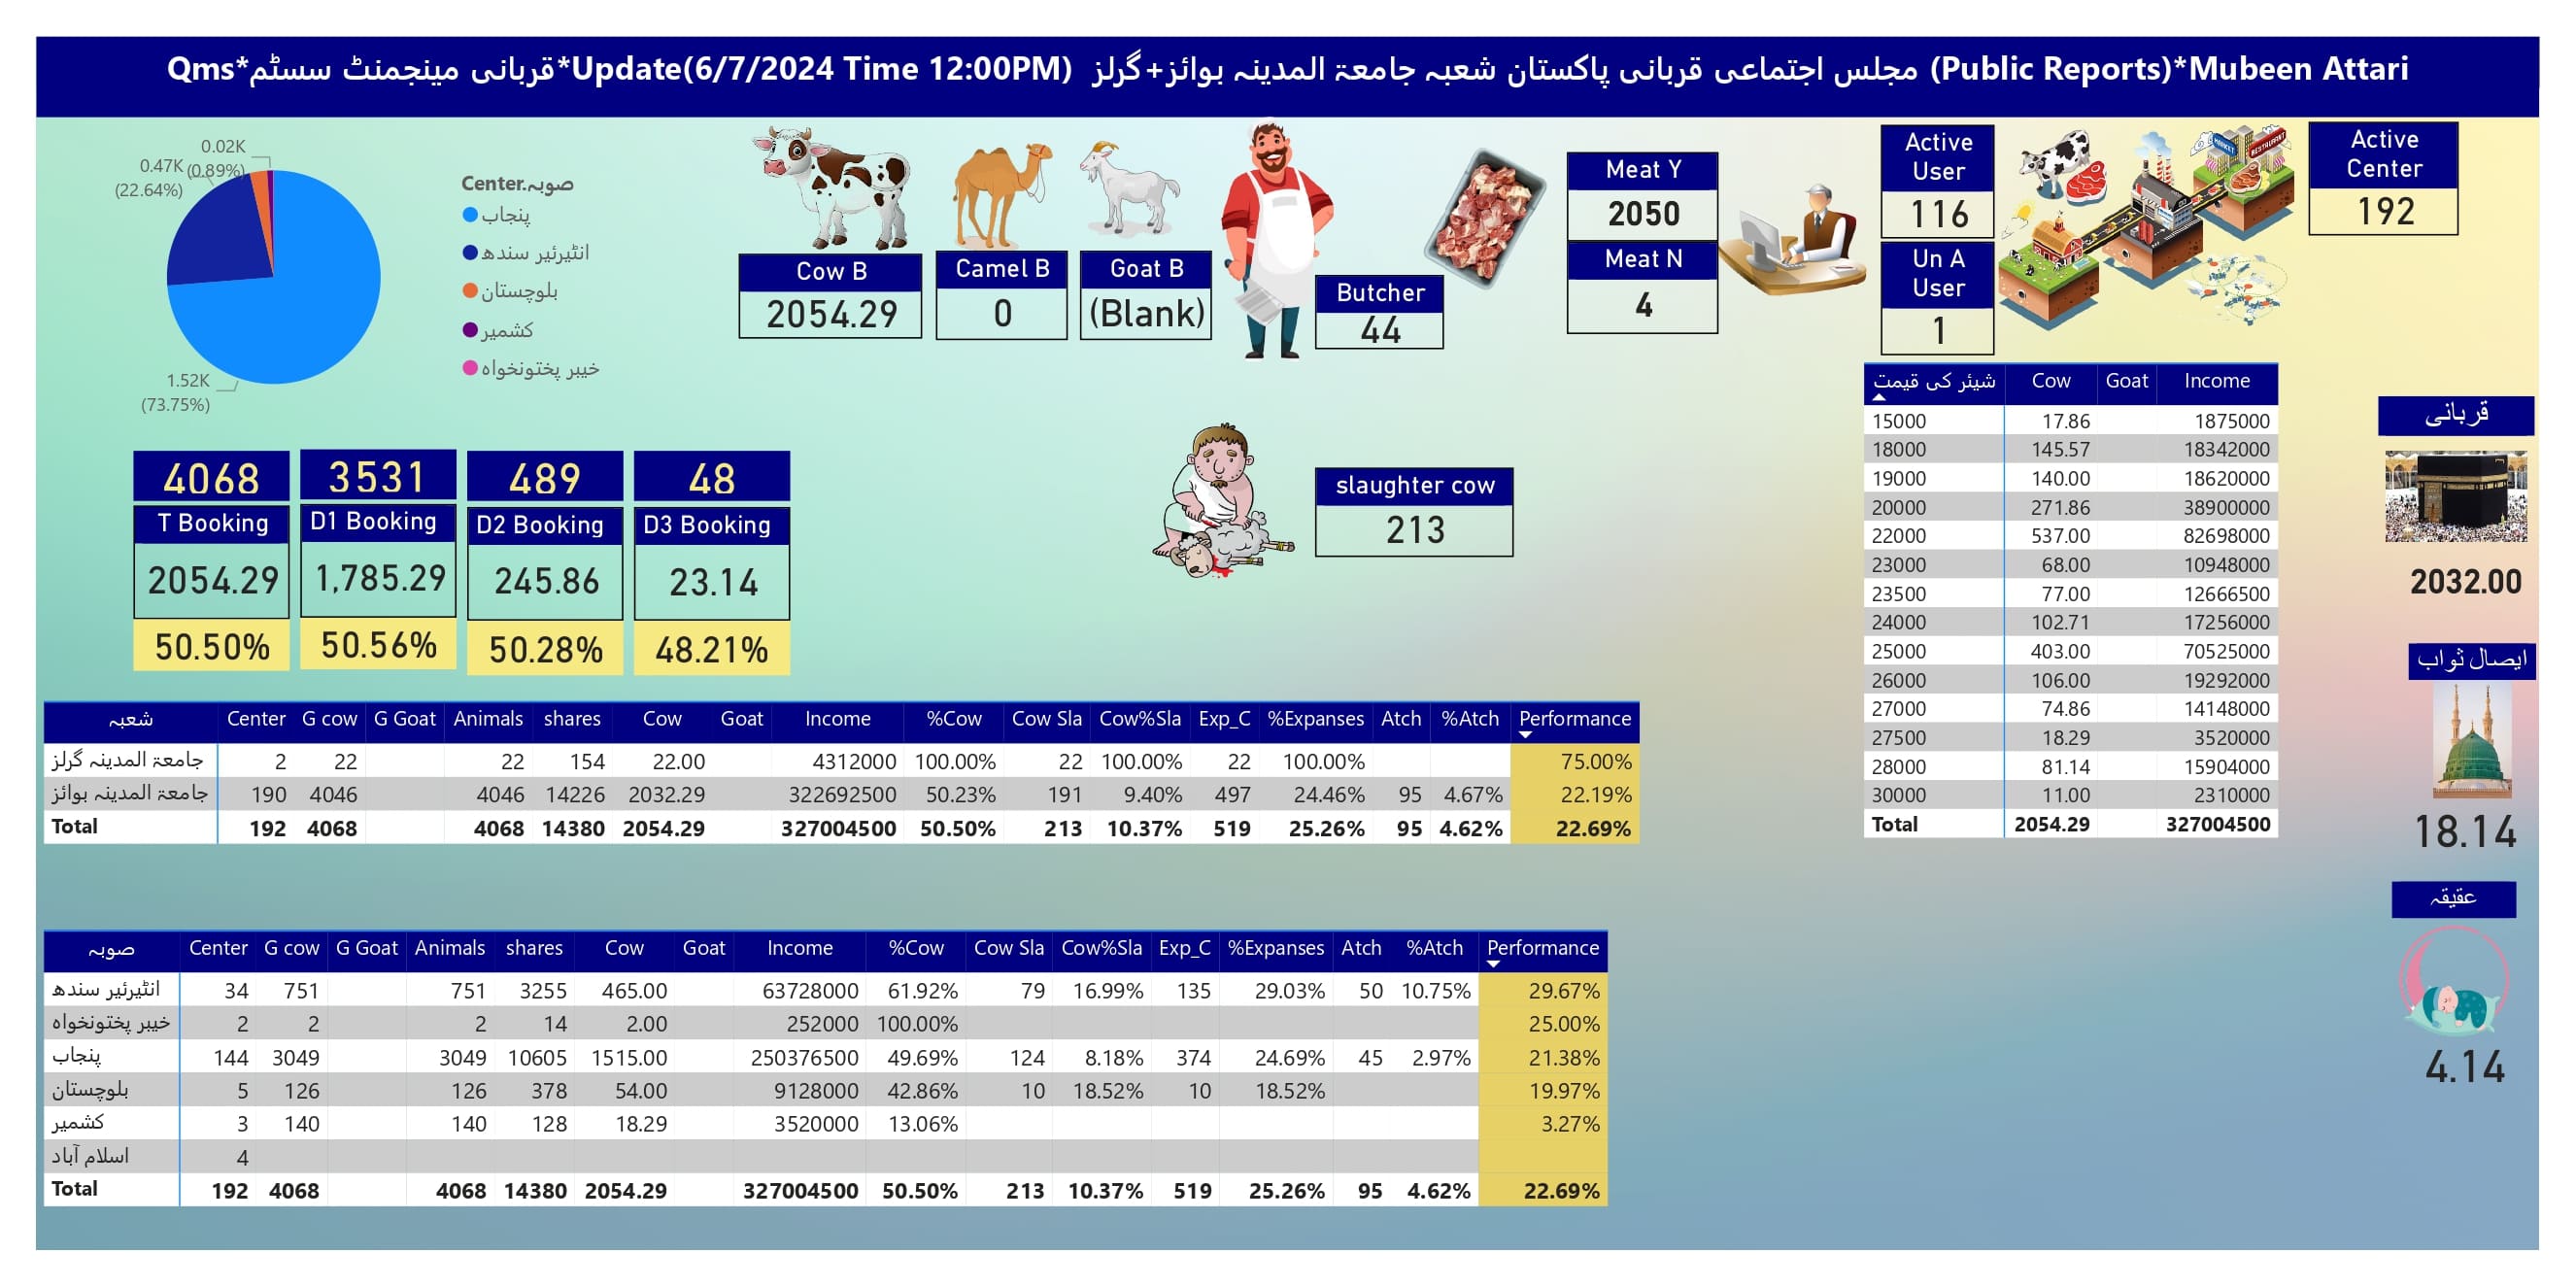 Qms*قربانی مینجمنٹ سسٹم*Update(6/7/2024 Time 12:00PM) مجلس اجتماعی قربانی پاکستان شعبہ جامعۃ المدینہ بوائز+گرلز (Public Reports)*Mubeen Attari
0.02K
(0.89%)
0.47K
(22.64%)
1.52K
(73.75%)
Center.صوبہ
پنجاب
انٹیرئیر سندھ
بلوچستان
کشمیر
خیبر پختونخواہ
Cow B
2054.29
Camel B
0
Goat B
(Blank)
Butcher
44
Meat Y
2050
Meat N
4
Active User
116
Un A User
1
MARKET
RESTAURANT
Active Center
192
4068
T Booking
2054.29
50.50%
3531
D1 Booking
1,785.29
50.56%
489
D2 Booking
245.86
50.28%
48
D3 Booking
23.14
48.21%
slaughter cow
213
شیئر کی قیمت Cow Goat Income
15000 17.86 1875000
18000 145.57 18342000
19000 140.00 18620000
20000 271.86 38900000
22000 537.00 82698000
23000 68.00 10948000
23500 77.00 12666500
24000 102.71 17256000
25000 403.00 70525000
26000 106.00 19292000
27000 74.86 14148000
27500 18.29 3520000
28000 81.14 15904000
30000 11.00 2310000
Total 2054.29 327004500
قربانی
2032.00
ایصال ثواب
18.14
عقیقہ
4.14
شعبہ Center G cow G Goat Animals shares Cow Goat Income %Cow Cow Sla Cow%Sla Exp_C %Expanses Atch %Atch Performance
جامعۃ المدینہ گرلز 2 22 22 154 22.00 4312000 100.00% 22 100.00% 22 100.00% 75.00%
جامعۃ المدینہ بوائز 190 4046 4046 14226 2032.29 322692500 50.23% 191 9.40% 497 24.46% 95 4.67% 22.19%
Total 192 4068 4068 14380 2054.29 327004500 50.50% 213 10.37% 519 25.26% 95 4.62% 22.69%
صوبہ Center G cow G Goat Animals shares Cow Goat Income %Cow Cow Sla Cow%Sla Exp_C %Expanses Atch %Atch Performance
انٹیرئیر سندھ 34 751 751 3255 465.00 63728000 61.92% 79 16.99% 135 29.03% 50 10.75% 29.67%
خیبر پختونخواہ 2 2 2 14 2.00 252000 100.00% 25.00%
پنجاب 144 3049 3049 10605 1515.00 250376500 49.69% 124 8.18% 374 24.69% 45 2.97% 21.38%
بلوچستان 5 126 126 378 54.00 9128000 42.86% 10 18.52% 10 18.52% 19.97%
کشمیر 3 140 140 128 18.29 3520000 13.06% 3.27%
اسلام آباد 4
Total 192 4068 4068 14380 2054.29 327004500 50.50% 213 10.37% 519 25.26% 95 4.62% 22.69%